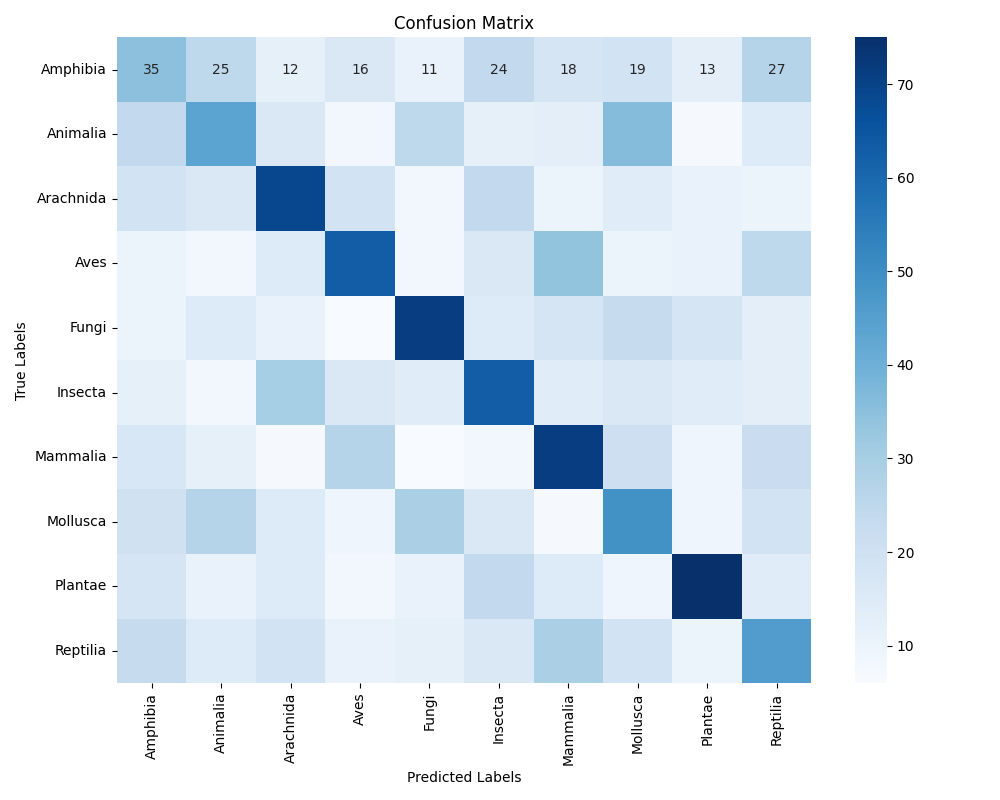 Confusion Matrix
True Labels
Amphibia 35 25 12 16 11 24 18 19 13 27
Animalia
Arachnida
Aves
Fungi
Insecta
Mammalia
Mollusca
Plantae
Reptilia
Amphibia Animalia Arachnida Aves Fungi Insecta Mammalia Mollusca Plantae Reptilia
Predicted Labels
70
60
50
40
30
20
10